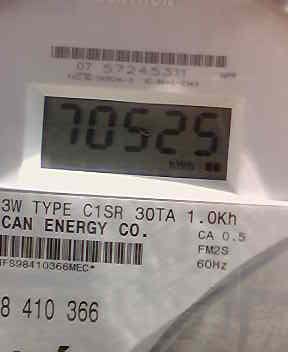 07 57245311
70525
KWH
3W TYPE C1SR 30TA 1.0Kh
CAN ENERGY CO.
CA 0.5
FM2S
60Hz
TFS98410366MEC*
8 410 366